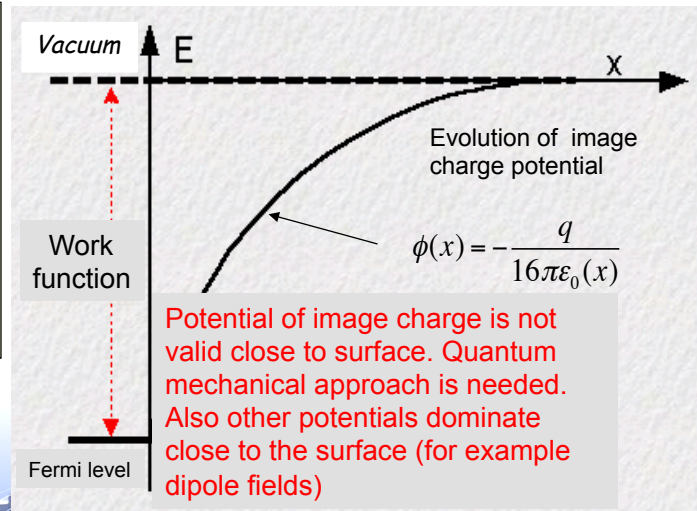 Vacuum
E
X
Evolution of image
charge potential
Work
function
ϕ(x) = − q / 16πε₀(x)
Potential of image charge is not
valid close to surface. Quantum
mechanical approach is needed.
Also other potentials dominate
close to the surface (for example
dipole fields)
Fermi level